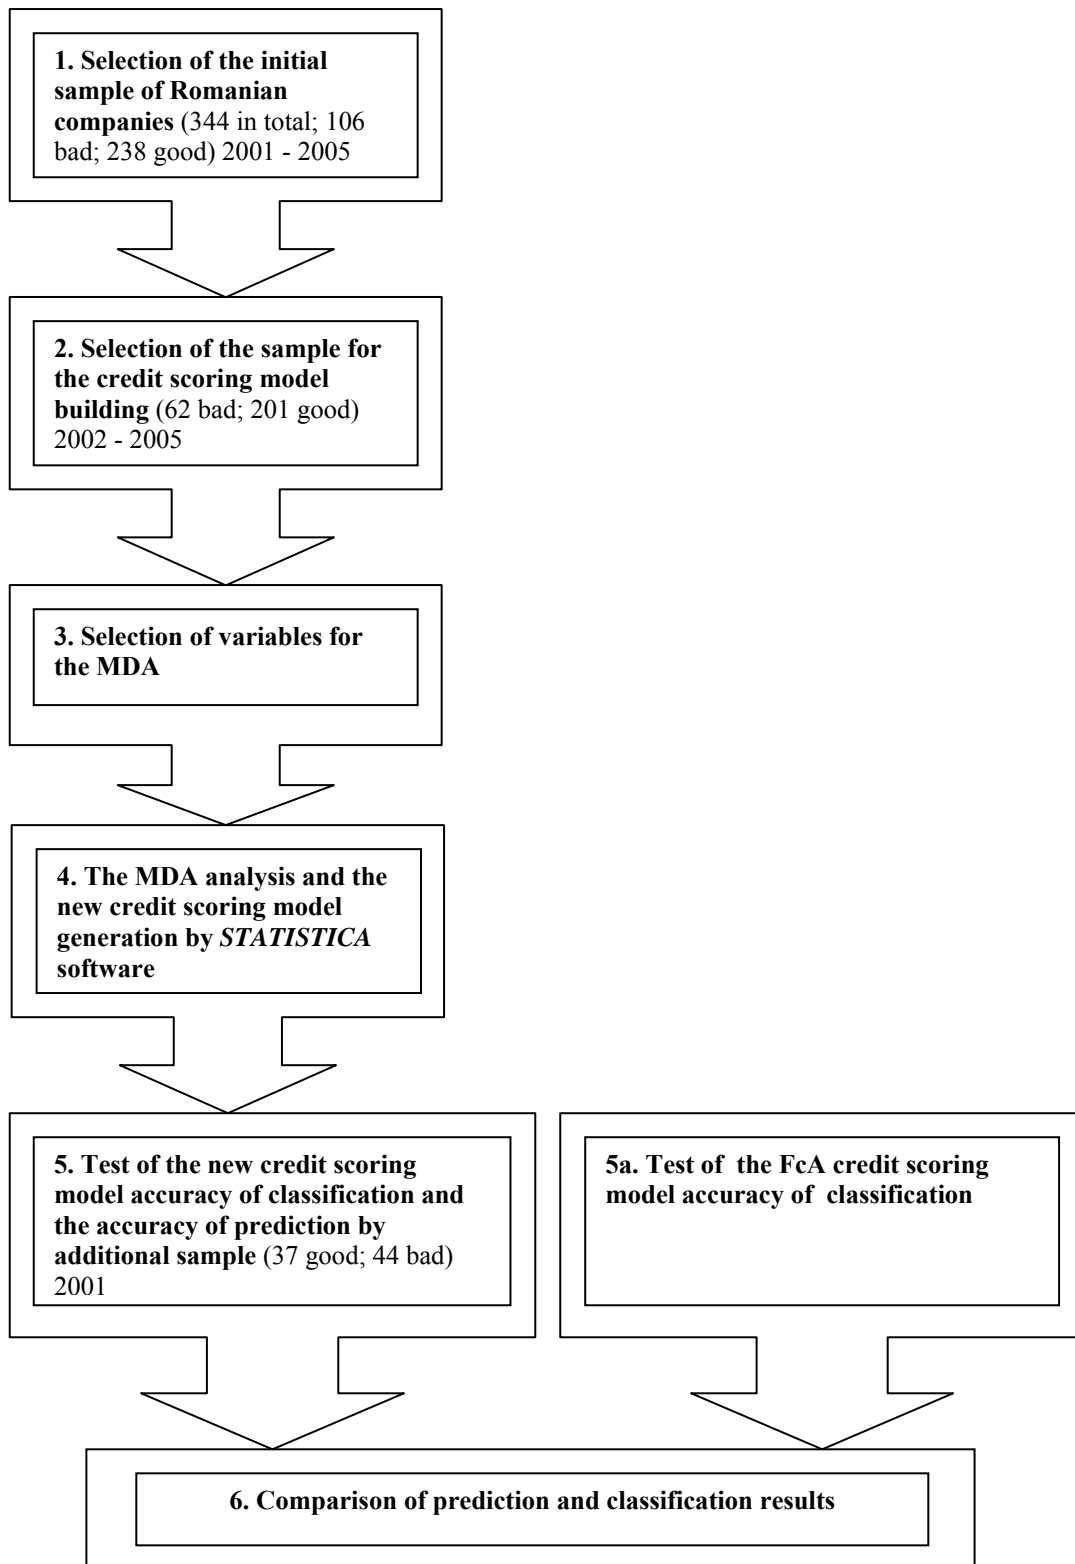 1. Selection of the initial
sample of Romanian
companies (344 in total; 106
bad; 238 good) 2001 - 2005
2. Selection of the sample for
the credit scoring model
building (62 bad; 201 good)
2002 - 2005
3. Selection of variables for
the MDA
4. The MDA analysis and the
new credit scoring model
generation by STATISTICA
software
5. Test of the new credit scoring
model accuracy of classification and
the accuracy of prediction by
additional sample (37 good; 44 bad)
2001
5a. Test of  the FcA credit scoring
model accuracy of  classification
6. Comparison of prediction and classification results